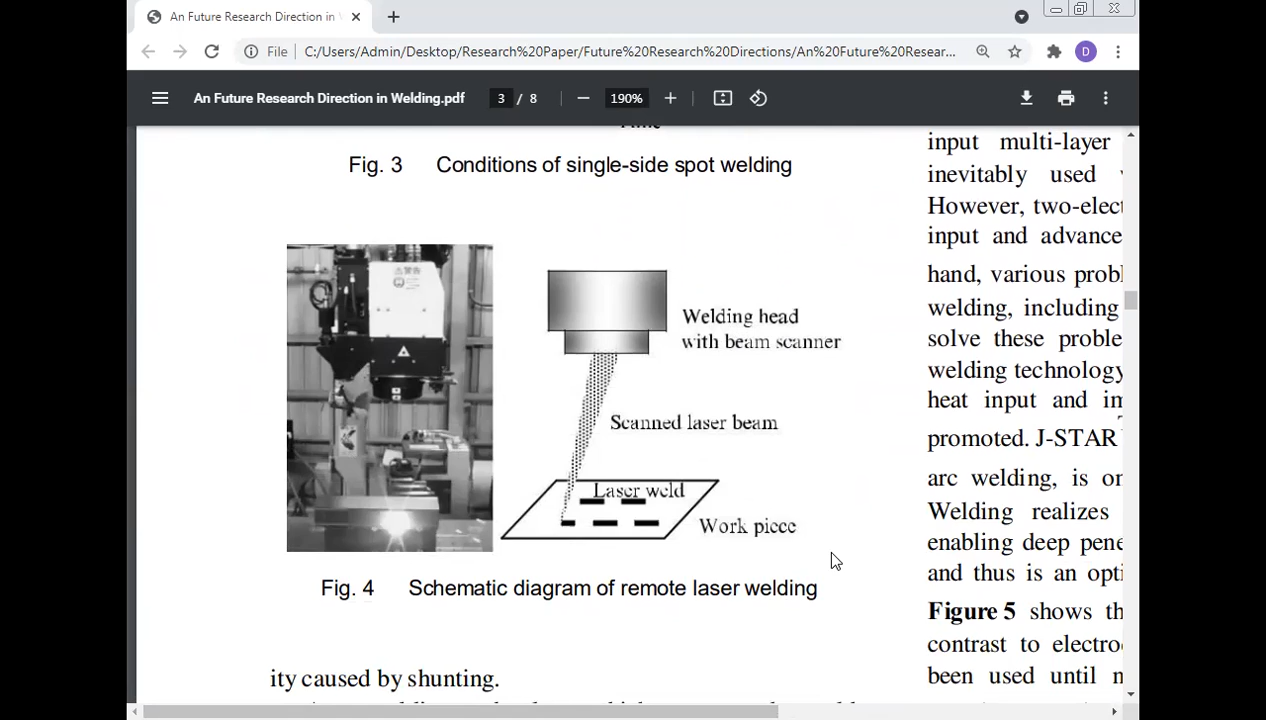 An Future Research Direction in W
File C:/Users/Admin/Desktop/Research%20Paper/Future%20Research%20Directions/An%20Future%20Resear...
D
An Future Research Direction in Welding.pdf 3 / 8 190%
Time
Fig. 3 Conditions of single-side spot welding
Welding head
with beam scanner
Scanned laser beam
Laser weld
Work piece
Fig. 4 Schematic diagram of remote laser welding
ity caused by shunting.
input multi-layer
inevitably used
However, two-elect
input and advance
hand, various probl
welding, including
solve these proble
welding technology
heat input and im
promoted. J-STAR
arc welding, is on
Welding realizes
enabling deep pene
and thus is an opti
Figure 5 shows th
contrast to electrod
been used until n